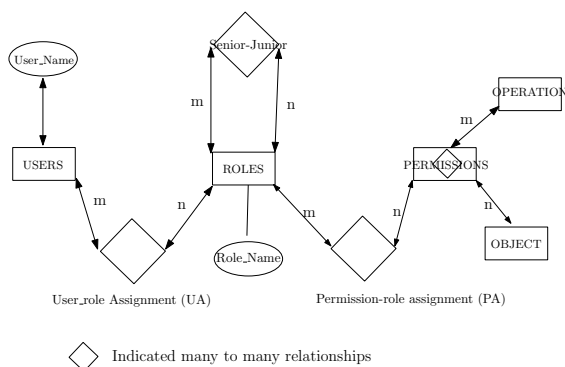 Senior-Junior
User_Name
OPERATION
m
n
m
USERS
ROLES
PERMISSIONS
m
n
m
n
n
OBJECT
Role_Name
User_role Assignment (UA)
Permission-role assignment (PA)
Indicated many to many relationships